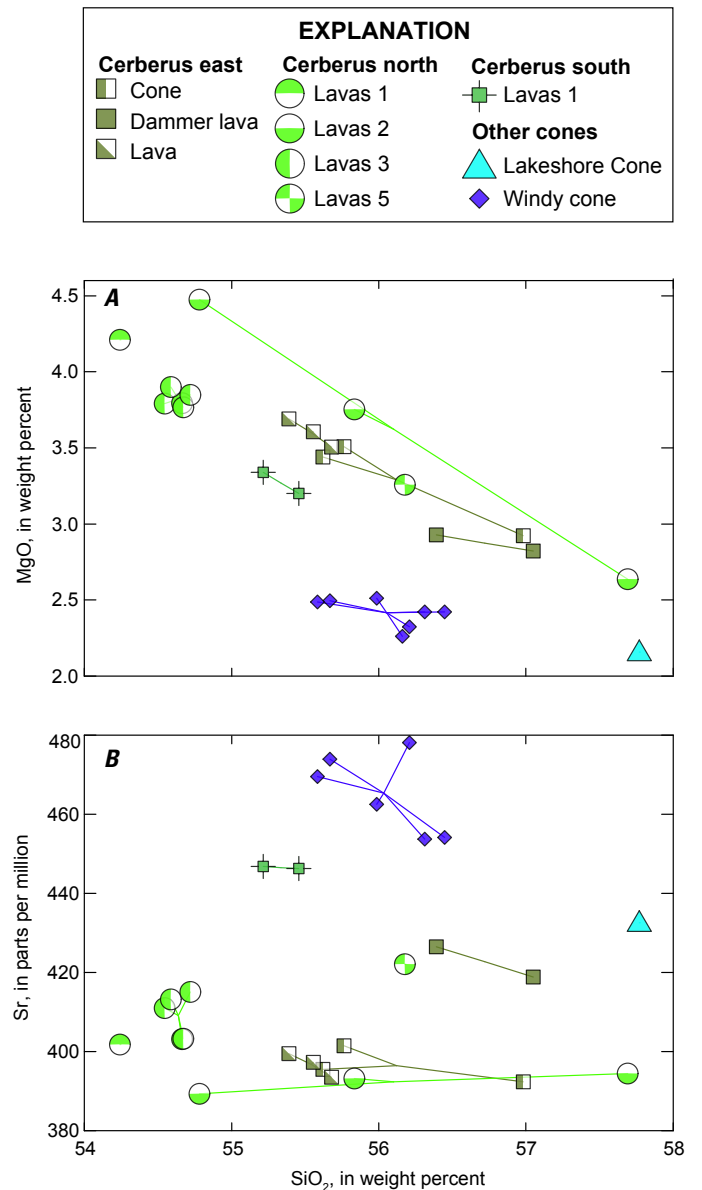 EXPLANATION
Cerberus east
Cone
Dammer lava
Lava
Cerberus north
Lavas 1
Lavas 2
Lavas 3
Lavas 5
Cerberus south
Lavas 1
Other cones
Lakeshore Cone
Windy cone
A
MgO, in weight percent
4.5
4.0
3.5
3.0
2.5
2.0
B
Sr, in parts per million
480
460
440
420
400
380
54 55 56 57 58
SiO₂, in weight percent